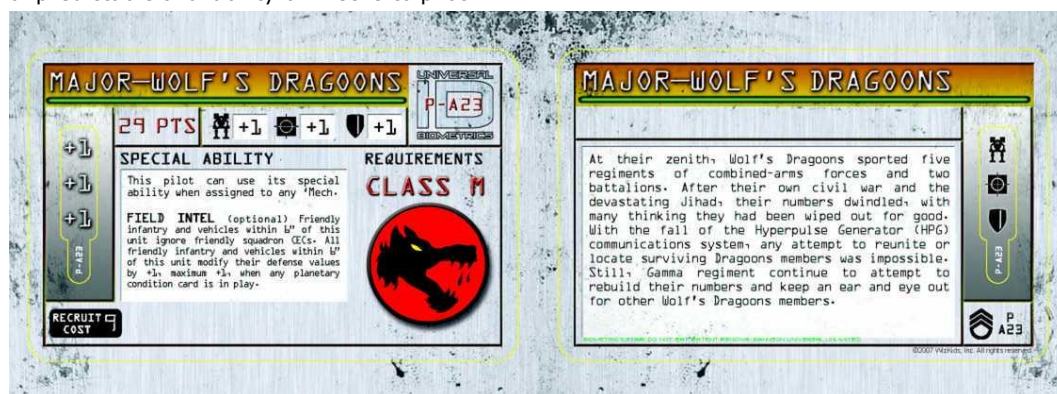 MAJOR-WOLF'S DRAGOONS
UNIVERSAL
ID
P-A23
BIOMETRICS
29 PTS +1 +1 +1
+1
+1
+1
P-A23
SPECIAL ABILITY
This pilot can use its special
ability when assigned to any 'Mech.
FIELD INTEL (optional) Friendly
infantry and vehicles within 6" of this
unit ignore friendly squadron CECs. All
friendly infantry and vehicles within 6"
of this unit modify their defense values
by +1, maximum +1, when any planetary
condition card is in play.
REQUIREMENTS
CLASS M
RECRUIT 9
COST
MAJOR-WOLF'S DRAGOONS
At their zenith, Wolf's Dragoons sported five
regiments of combined-arms forces and two
battalions. After their own civil war and the
devastating Jihad, their numbers dwindled, with
many thinking they had been wiped out for good.
With the fall of the Hyperpulse Generator (HPG)
communications system, any attempt to reunite or
locate surviving Dragoons members was impossible.
Still, Gamma regiment continue to attempt to
rebuild their numbers and keep an ear and eye out
for other Wolf's Dragoons members.
P-A23
P
A23
©2007 WizKids, Inc. All rights reserved.